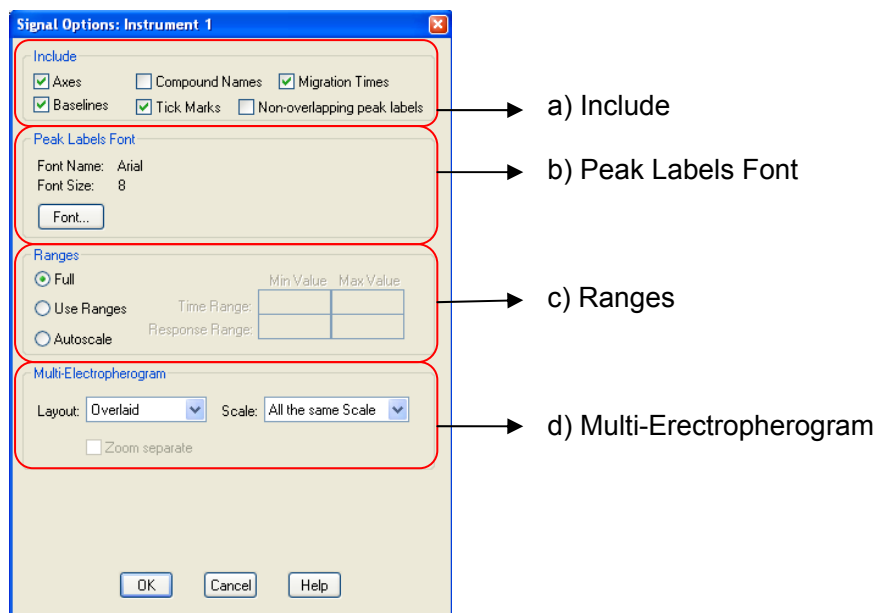 Signal Options: Instrument 1
Include
Axes Compound Names Migration Times
Baselines Tick Marks Non-overlapping peak labels
a) Include
Peak Labels Font
Font Name: Arial
Font Size: 8
Font...
b) Peak Labels Font
Ranges
Full
Min Value Max Value
Use Ranges
Time Range:
Autoscale
Response Range:
c) Ranges
Multi-Electropherogram
Layout: Overlaid Scale: All the same Scale
Zoom separate
d) Multi-Erectropherogram
OK Cancel Help